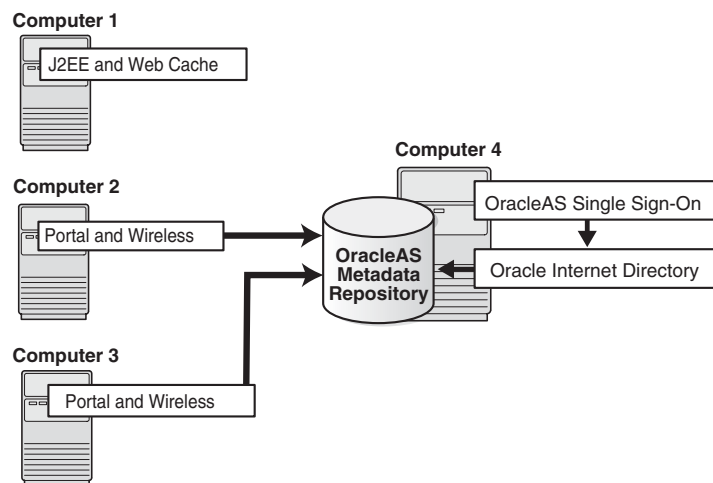 Computer 1
J2EE and Web Cache
Computer 2
Portal and Wireless
Computer 3
Portal and Wireless
Computer 4
OracleAS Single Sign-On
Oracle Internet Directory
OracleAS
Metadata
Repository